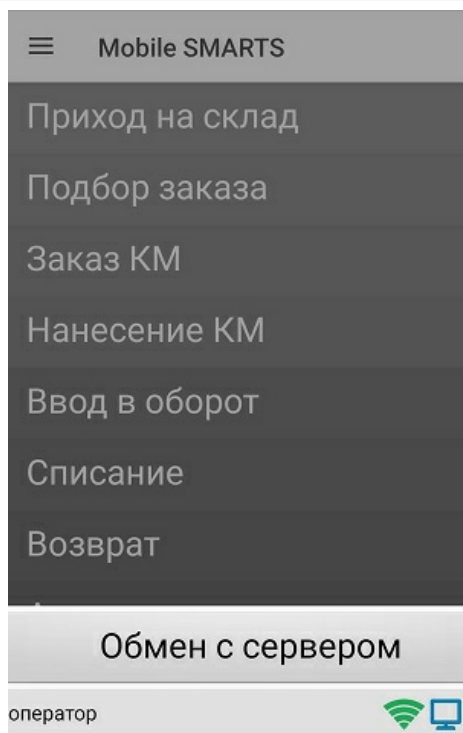 Mobile SMARTS
Приход на склад
Подбор заказа
Заказ КМ
Нанесение КМ
Ввод в оборот
Списание
Возврат
Обмен с сервером
оператор